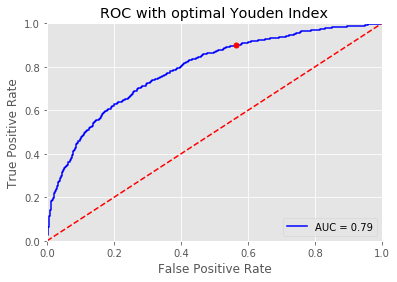 ROC with optimal Youden Index
1.0
0.8
0.6
0.4
0.2
0.0
True Positive Rate
AUC = 0.79
0.0 0.2 0.4 0.6 0.8 1.0
False Positive Rate